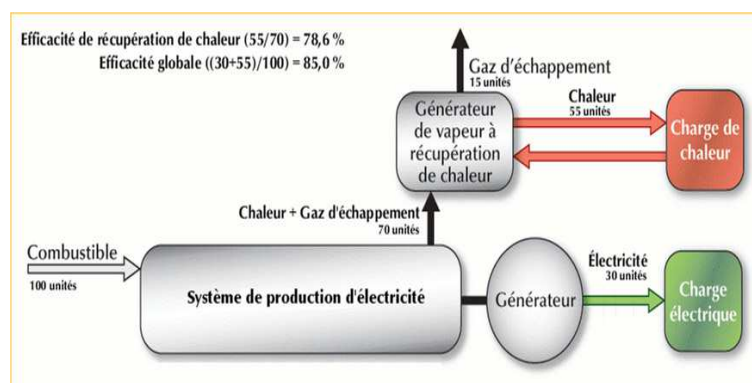 Efficacité de récupération de chaleur (55/70) = 78,6 %
Efficacité globale ((30+55)/100) = 85,0 %
Gaz d'échappement
15 unités
Chaleur
55 unités
Générateur
de vapeur à
récupération
de chaleur
Charge de
chaleur
Chaleur + Gaz d'échappement
70 unités
Combustible
100 unités
Système de production d'électricité
Générateur
Électricité
30 unités
Charge
électrique